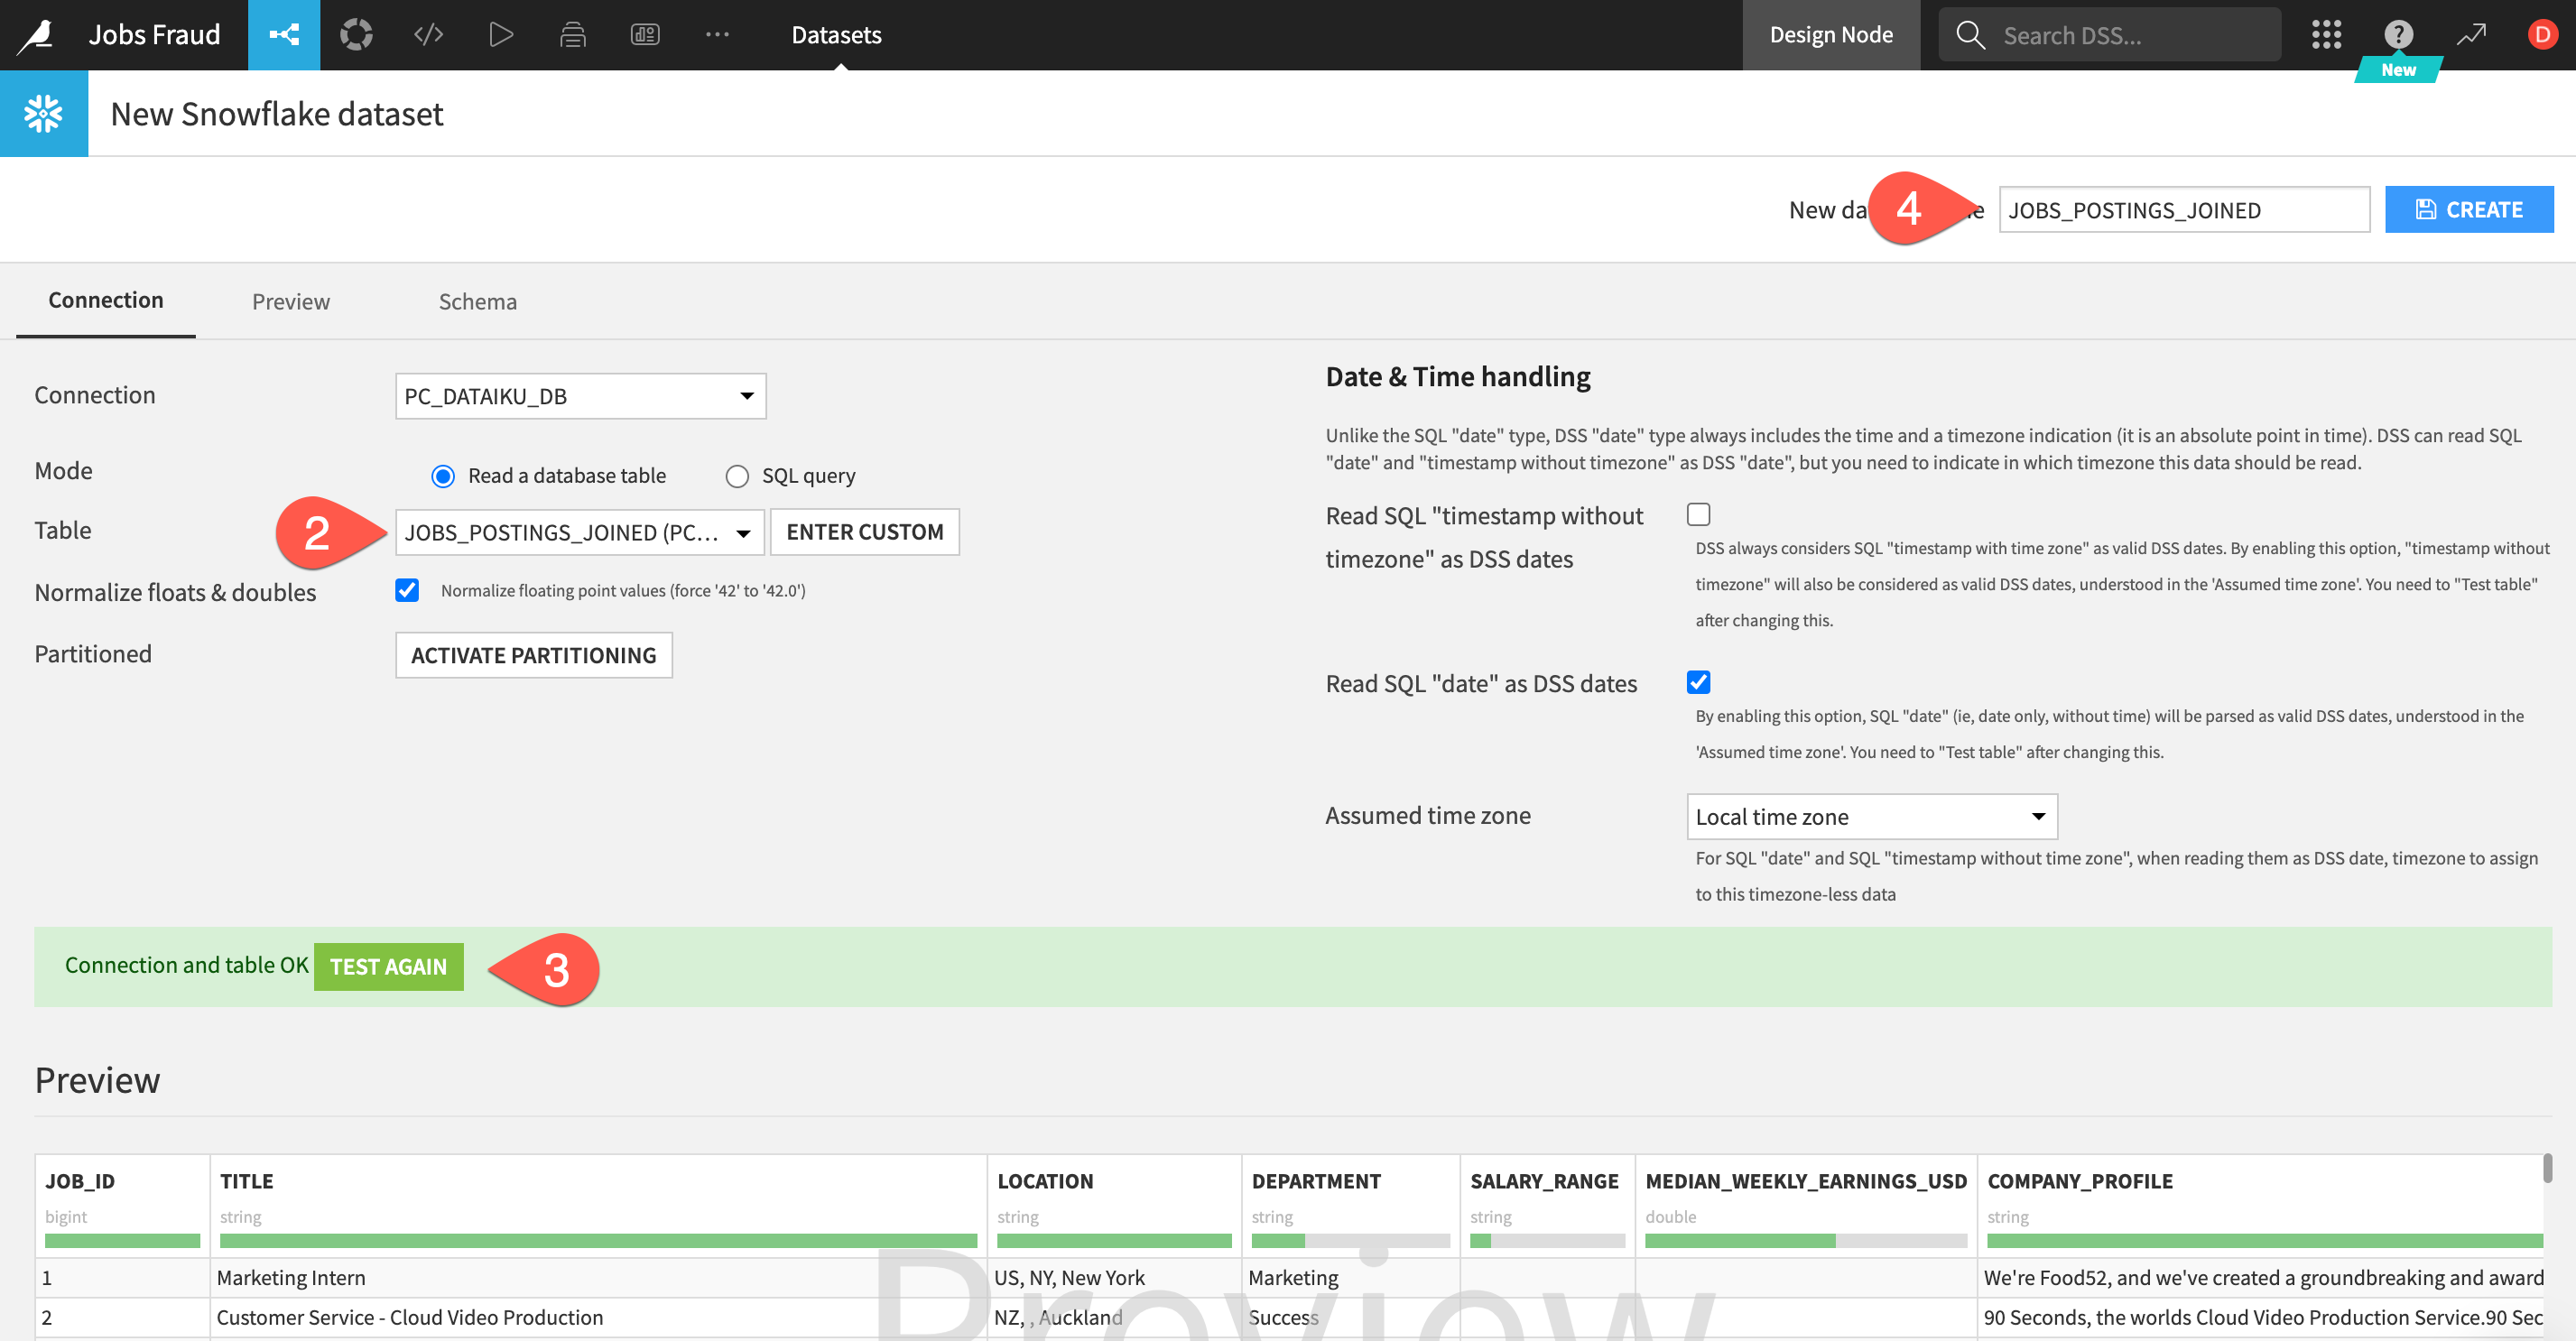 Jobs Fraud
Datasets
Design Node
Search DSS...
?
D
New
New Snowflake dataset
New da
4
JOBS_POSTINGS_JOINED
CREATE
Connection
Preview
Schema
Connection
PC_DATAIKU_DB
Mode
Read a database table
SQL query
Table
2
JOBS_POSTINGS_JOINED (PC...
ENTER CUSTOM
Normalize floats & doubles
Normalize floating point values (force '42' to '42.0')
Partitioned
ACTIVATE PARTITIONING
Date & Time handling
Unlike the SQL "date" type, DSS "date" type always includes the time and a timezone indication (it is an absolute point in time). DSS can read SQL
"date" and "timestamp without timezone" as DSS "date", but you need to indicate in which timezone this data should be read.
Read SQL "timestamp without
timezone" as DSS dates
DSS always considers SQL "timestamp with time zone" as valid DSS dates. By enabling this option, "timestamp without
timezone" will also be considered as valid DSS dates, understood in the 'Assumed time zone'. You need to "Test table"
after changing this.
Read SQL "date" as DSS dates
By enabling this option, SQL "date" (ie, date only, without time) will be parsed as valid DSS dates, understood in the
'Assumed time zone'. You need to "Test table" after changing this.
Assumed time zone
Local time zone
For SQL "date" and SQL "timestamp without time zone", when reading them as DSS date, timezone to assign
to this timezone-less data
Connection and table OK
TEST AGAIN
3
Preview
JOB_ID TITLE LOCATION DEPARTMENT SALARY_RANGE MEDIAN_WEEKLY_EARNINGS_USD COMPANY_PROFILE
bigint string string string string double string
1 Marketing Intern US, NY, New York Marketing We're Food52, and we've created a groundbreaking and award
2 Customer Service - Cloud Video Production NZ, , Auckland Success 90 Seconds, the worlds Cloud Video Production Service.90 Sec
Preview